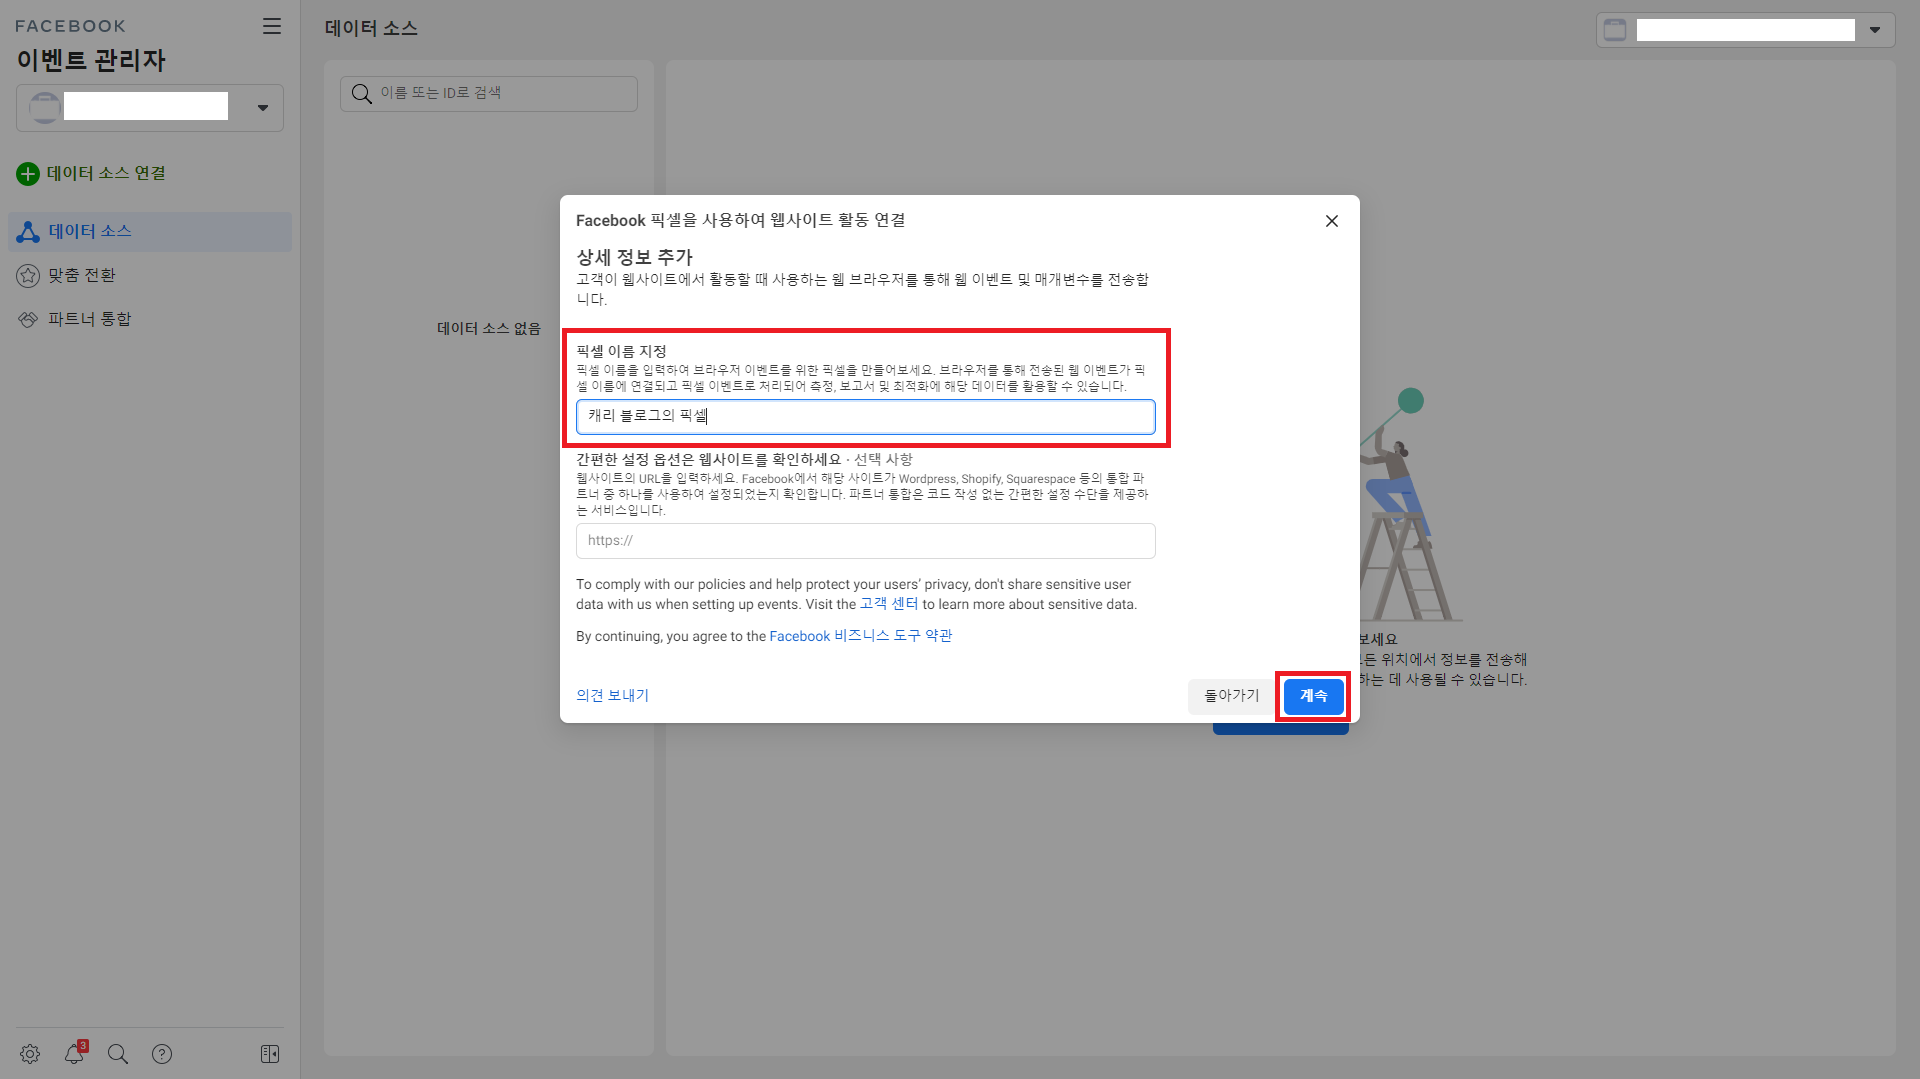 FACEBOOK
이벤트 관리자
데이터 소스 연결
데이터 소스
맞춤 전환
파트너 통합
3
데이터 소스
이름 또는 ID로 검색
데이터 소스 없음
Facebook 픽셀을 사용하여 웹사이트 활동 연결
상세 정보 추가
고객이 웹사이트에서 활동할 때 사용하는 웹 브라우저를 통해 웹 이벤트 및 매개변수를 전송합
니다.
픽셀 이름 지정
픽셀 이름을 입력하여 브라우저 이벤트를 위한 픽셀을 만들어보세요. 브라우저를 통해 전송된 웹 이벤트가 픽
셀 이름에 연결되고 픽셀 이벤트로 처리되어 측정, 보고서 및 최적화에 해당 데이터를 활용할 수 있습니다.
캐리 블로그의 픽셀
간편한 설정 옵션은 웹사이트를 확인하세요 · 선택 사항
웹사이트의 URL을 입력하세요. Facebook에서 해당 사이트가 Wordpress, Shopify, Squarespace 등의 통합 파
트너 중 하나를 사용하여 설정되었는지 확인합니다. 파트너 통합은 코드 작성 없는 간편한 설정 수단을 제공하
는 서비스입니다.
https://
To comply with our policies and help protect your users' privacy, don't share sensitive user
data with us when setting up events. Visit the 고객 센터 to learn more about sensitive data.
By continuing, you agree to the Facebook 비즈니스 도구 약관
의견 보내기
돌아가기
계속
보세요
위치에서 정보를 전송해
하는 데 사용될 수 있습니다.